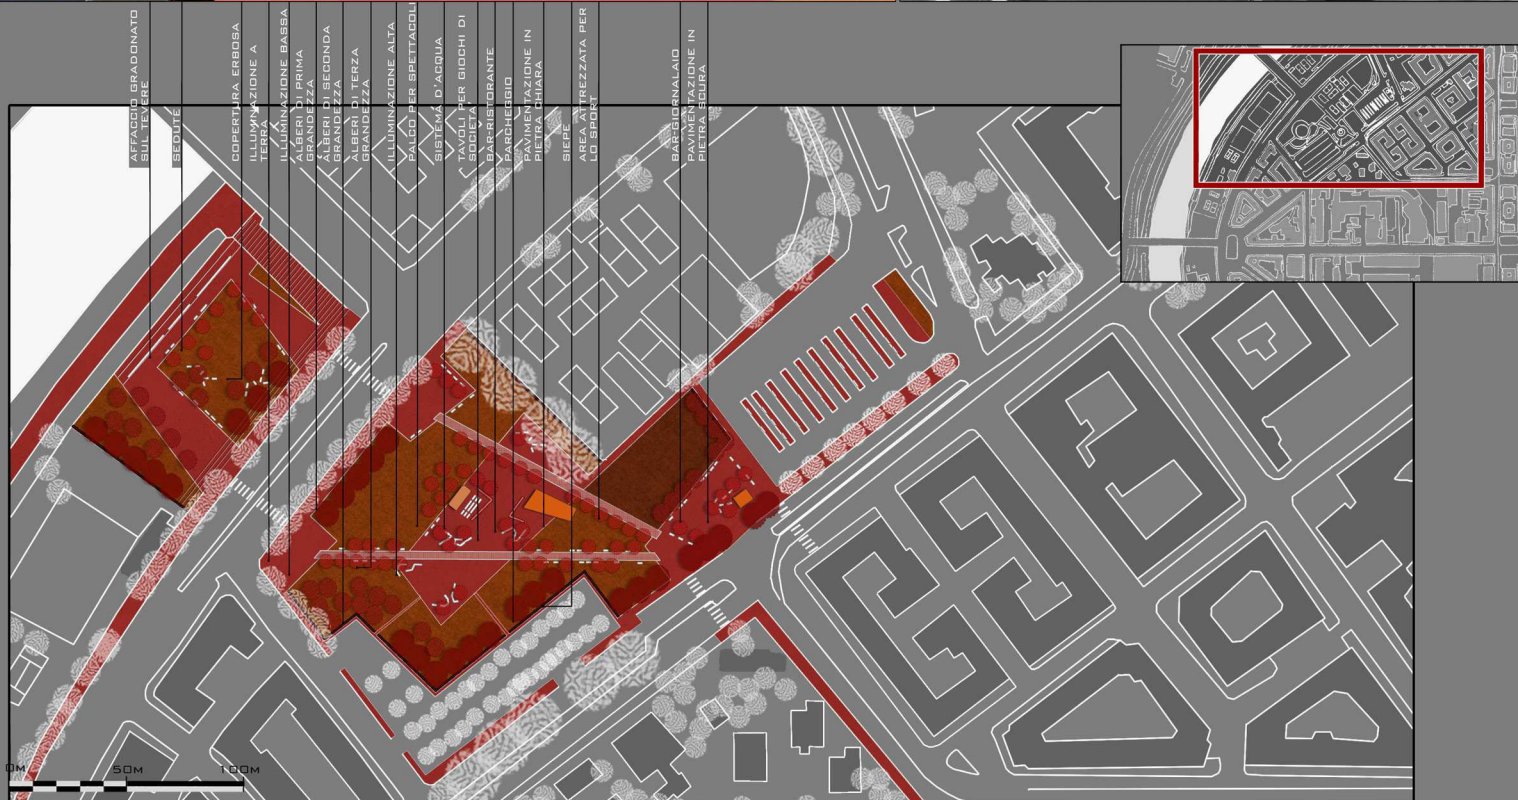 AFFACCIO GRADONATO
SUL TEVERE
SEDUTE
COPERTURA ERBOSA
ILLUMINAZIONE A
TERRA
ILLUMINAZIONE BASSA
ALBERI DI PRIMA
GRANDEZZA
ALBERI DI SECONDA
GRANDEZZA
ALBERI DI TERZA
GRANDEZZA
ILLUMINAZIONE ALTA
PALCO PER SPETTACOLI
SISTEMA D'ACQUA
TAVOLI PER GIOCHI DI
SOCIETA'
BAR-RISTORANTE
PARCHEGGIO
PAVIMENTAZIONE IN
PIETRA CHIARA
SIEPE
AREA ATTREZZATA PER
LO SPORT
BAR-GIORNALAIO
PAVIMENTAZIONE IN
PIETRA SCURA
0M
50M
100M